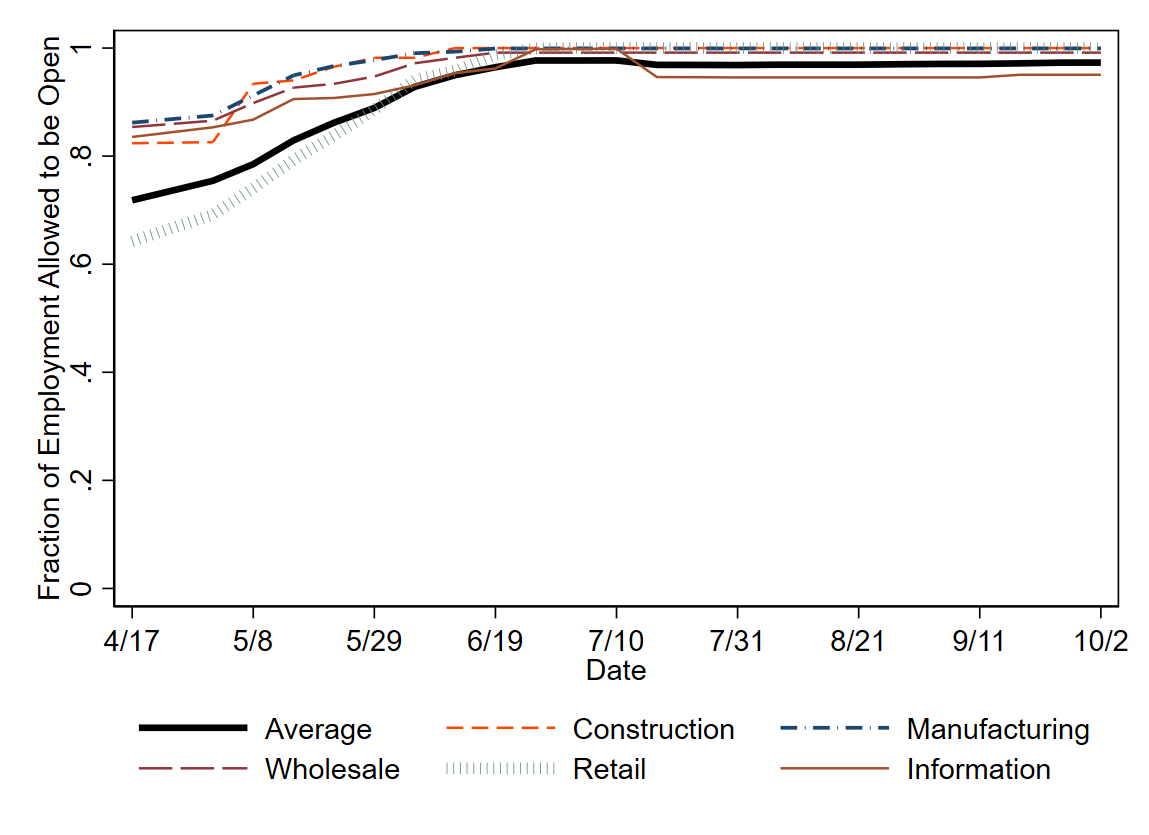 Fraction of Employment Allowed to be Open
1
.8
.6
.4
.2
0
4/17 5/8 5/29 6/19 7/10 7/31 8/21 9/11 10/2
Date
Average Construction Manufacturing
Wholesale Retail Information